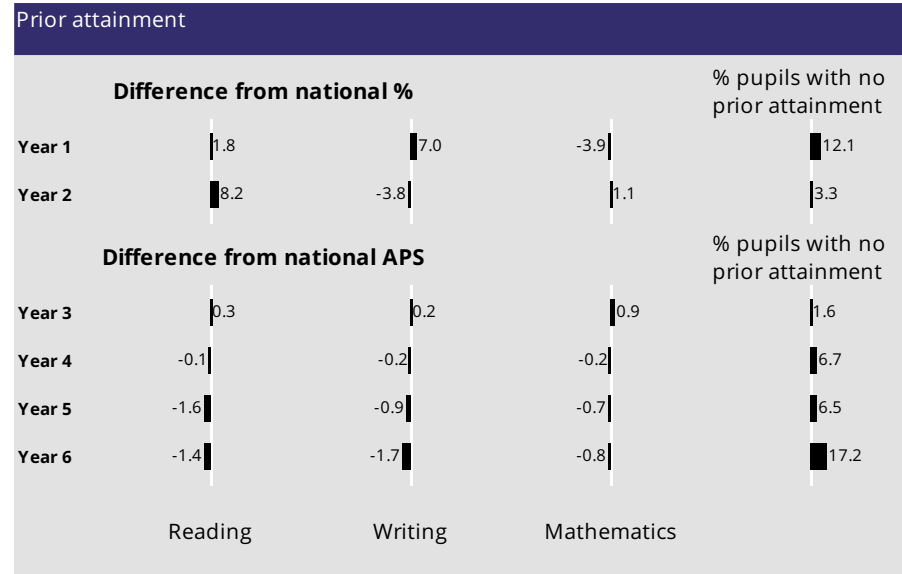 Prior attainment
Difference from national %
% pupils with no
prior attainment
Year 1 1.8 7.0 -3.9 12.1
Year 2 8.2 -3.8 1.1 3.3
Difference from national APS
% pupils with no
prior attainment
Year 3 0.3 0.2 0.9 1.6
Year 4 -0.1 -0.2 -0.2 6.7
Year 5 -1.6 -0.9 -0.7 6.5
Year 6 -1.4 -1.7 -0.8 17.2
Reading Writing Mathematics